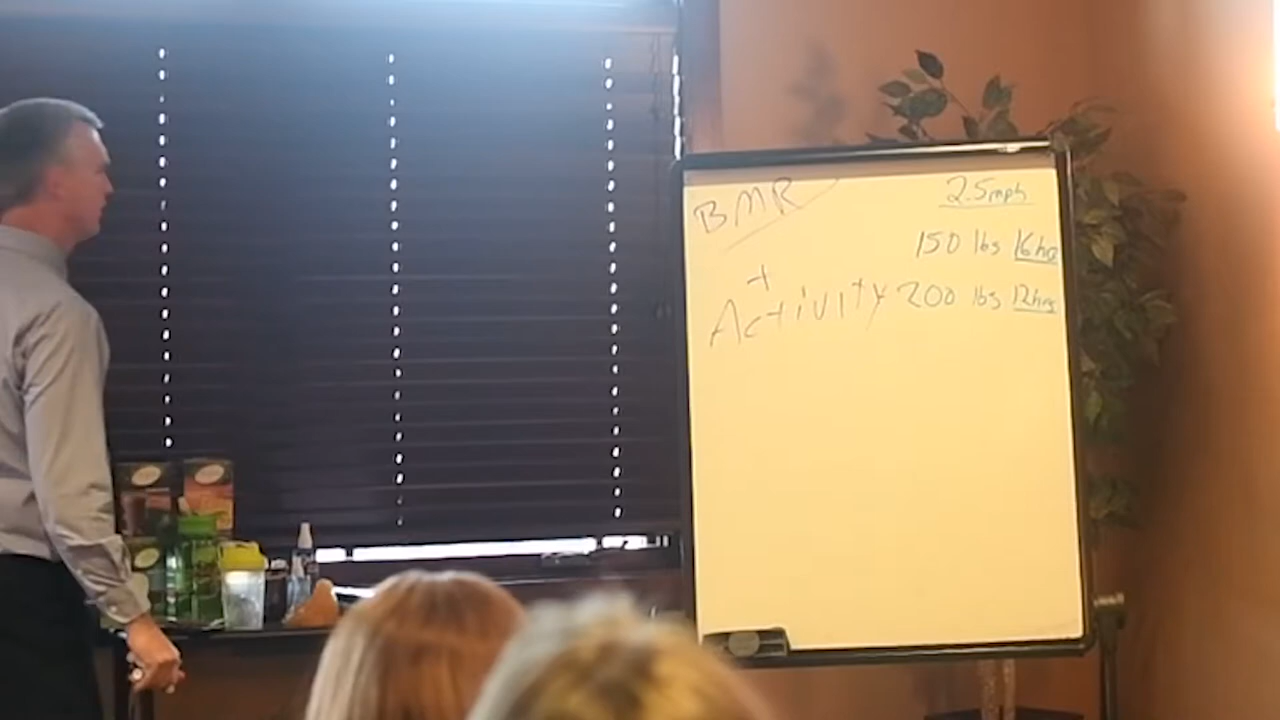 BMR
2.5mph
150 lbs 16hrs
+
Activity 200 lbs 12hrs